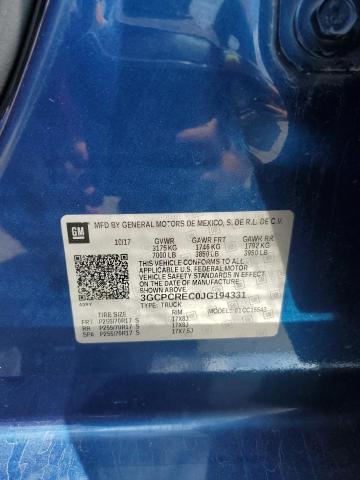 GM
MFD BY GENERAL MOTORS DE MEXICO, S. DE R.L. DE C.V.
10/17 GVWR GAWR FRT GAWR RR
3175 KG 1746 KG 1792 KG
7000 LB 3850 LB 3950 LB
THIS VEHICLE CONFORMS TO ALL
APPLICABLE U.S. FEDERAL MOTOR
VEHICLE SAFETY STANDARDS IN EFFECT
ON THE DATE OF MANUFACTURE SHOWN ABOVE.
3GCPCREC0JG194331
TYPE: TRUCK
TIRE SIZE RIM
FRT P255/70R17 S 17X8J
RR P255/70R17 S 17X8J
SPA P255/70R17 S 17X7.5J